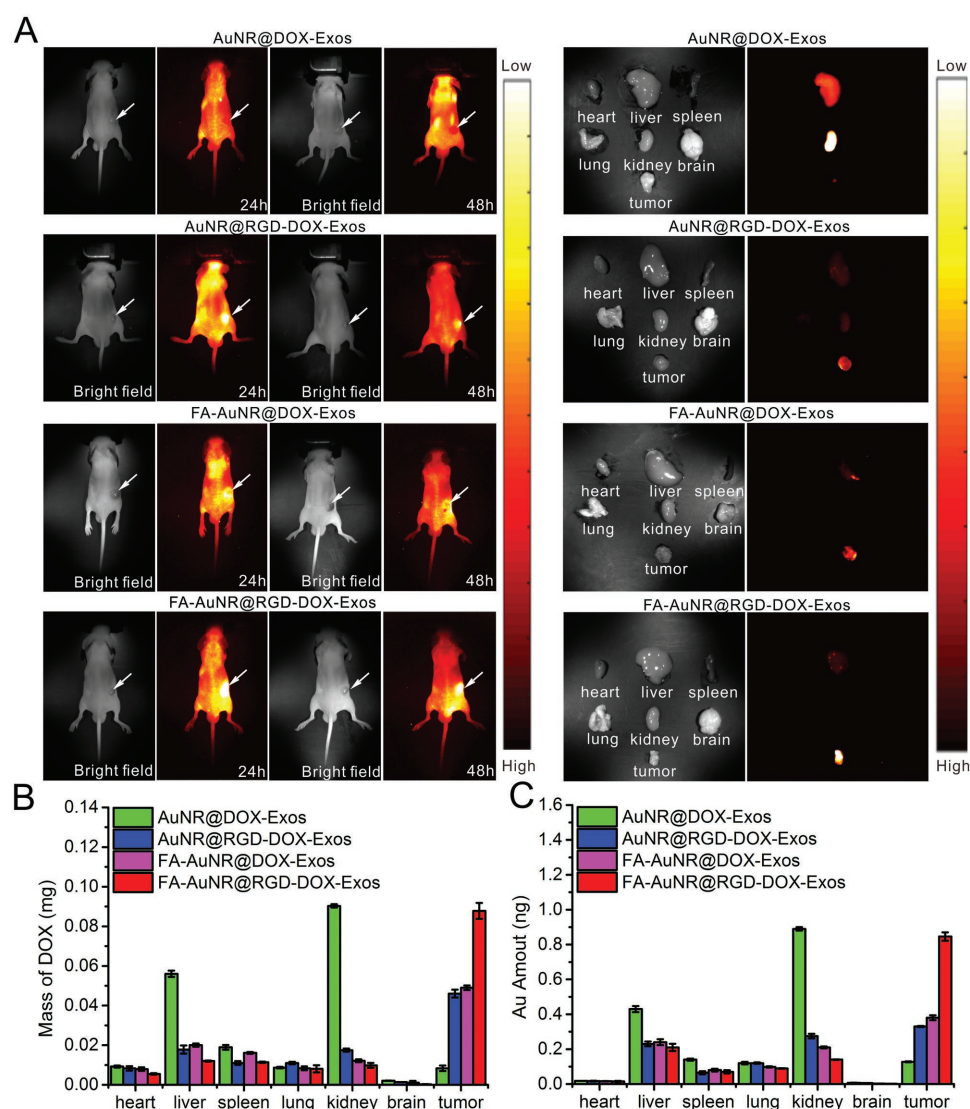 A
AuNR@DOX-Exos
Bright field
24h
Bright field
48h
AuNR@RGD-DOX-Exos
Bright field
24h
Bright field
48h
FA-AuNR@DOX-Exos
Bright field
24h
Bright field
48h
FA-AuNR@RGD-DOX-Exos
Bright field
24h
Bright field
48h
Low
High
AuNR@DOX-Exos
heart liver spleen
lung kidney brain
tumor
AuNR@RGD-DOX-Exos
heart liver spleen
lung kidney brain
tumor
FA-AuNR@DOX-Exos
heart liver spleen
lung kidney brain
tumor
FA-AuNR@RGD-DOX-Exos
heart liver spleen
lung kidney brain
tumor
Low
High
B
Mass of DOX (mg)
0.14
0.12
0.10
0.08
0.06
0.04
0.02
0.00
AuNR@DOX-Exos
AuNR@RGD-DOX-Exos
FA-AuNR@DOX-Exos
FA-AuNR@RGD-DOX-Exos
heart liver spleen lung kidney brain tumor
C
Au Amout (ng)
1.6
1.4
1.2
1.0
0.8
0.6
0.4
0.2
0.0
AuNR@DOX-Exos
AuNR@RGD-DOX-Exos
FA-AuNR@DOX-Exos
FA-AuNR@RGD-DOX-Exos
heart liver spleen lung kidney brain tumor